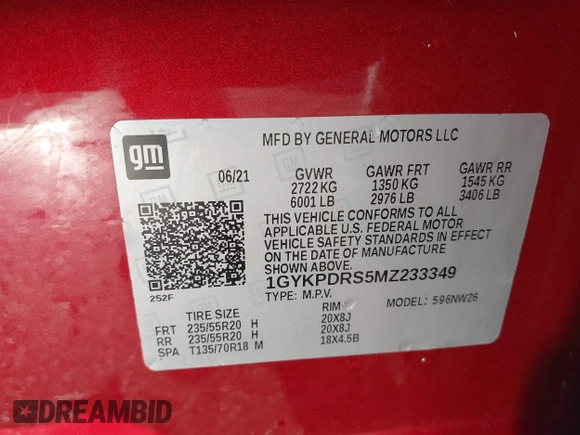 MFD BY GENERAL MOTORS LLC
gm
06/21 GVWR GAWR FRT GAWR RR
2722 KG 1350 KG 1545 KG
6001 LB 2976 LB 3406 LB
THIS VEHICLE CONFORMS TO ALL
APPLICABLE U.S. FEDERAL MOTOR
VEHICLE SAFETY STANDARDS IN EFFECT
ON THE DATE OF MANUFACTURE
SHOWN ABOVE.
1GYKPDRS5MZ233349
252F
TYPE: M.P.V. MODEL: 596NW26
TIRE SIZE RIM
FRT 235/55R20 H 20X8J
RR 235/55R20 H 20X8J
SPA T135/70R18 M 18X4.5B
DREAMBID